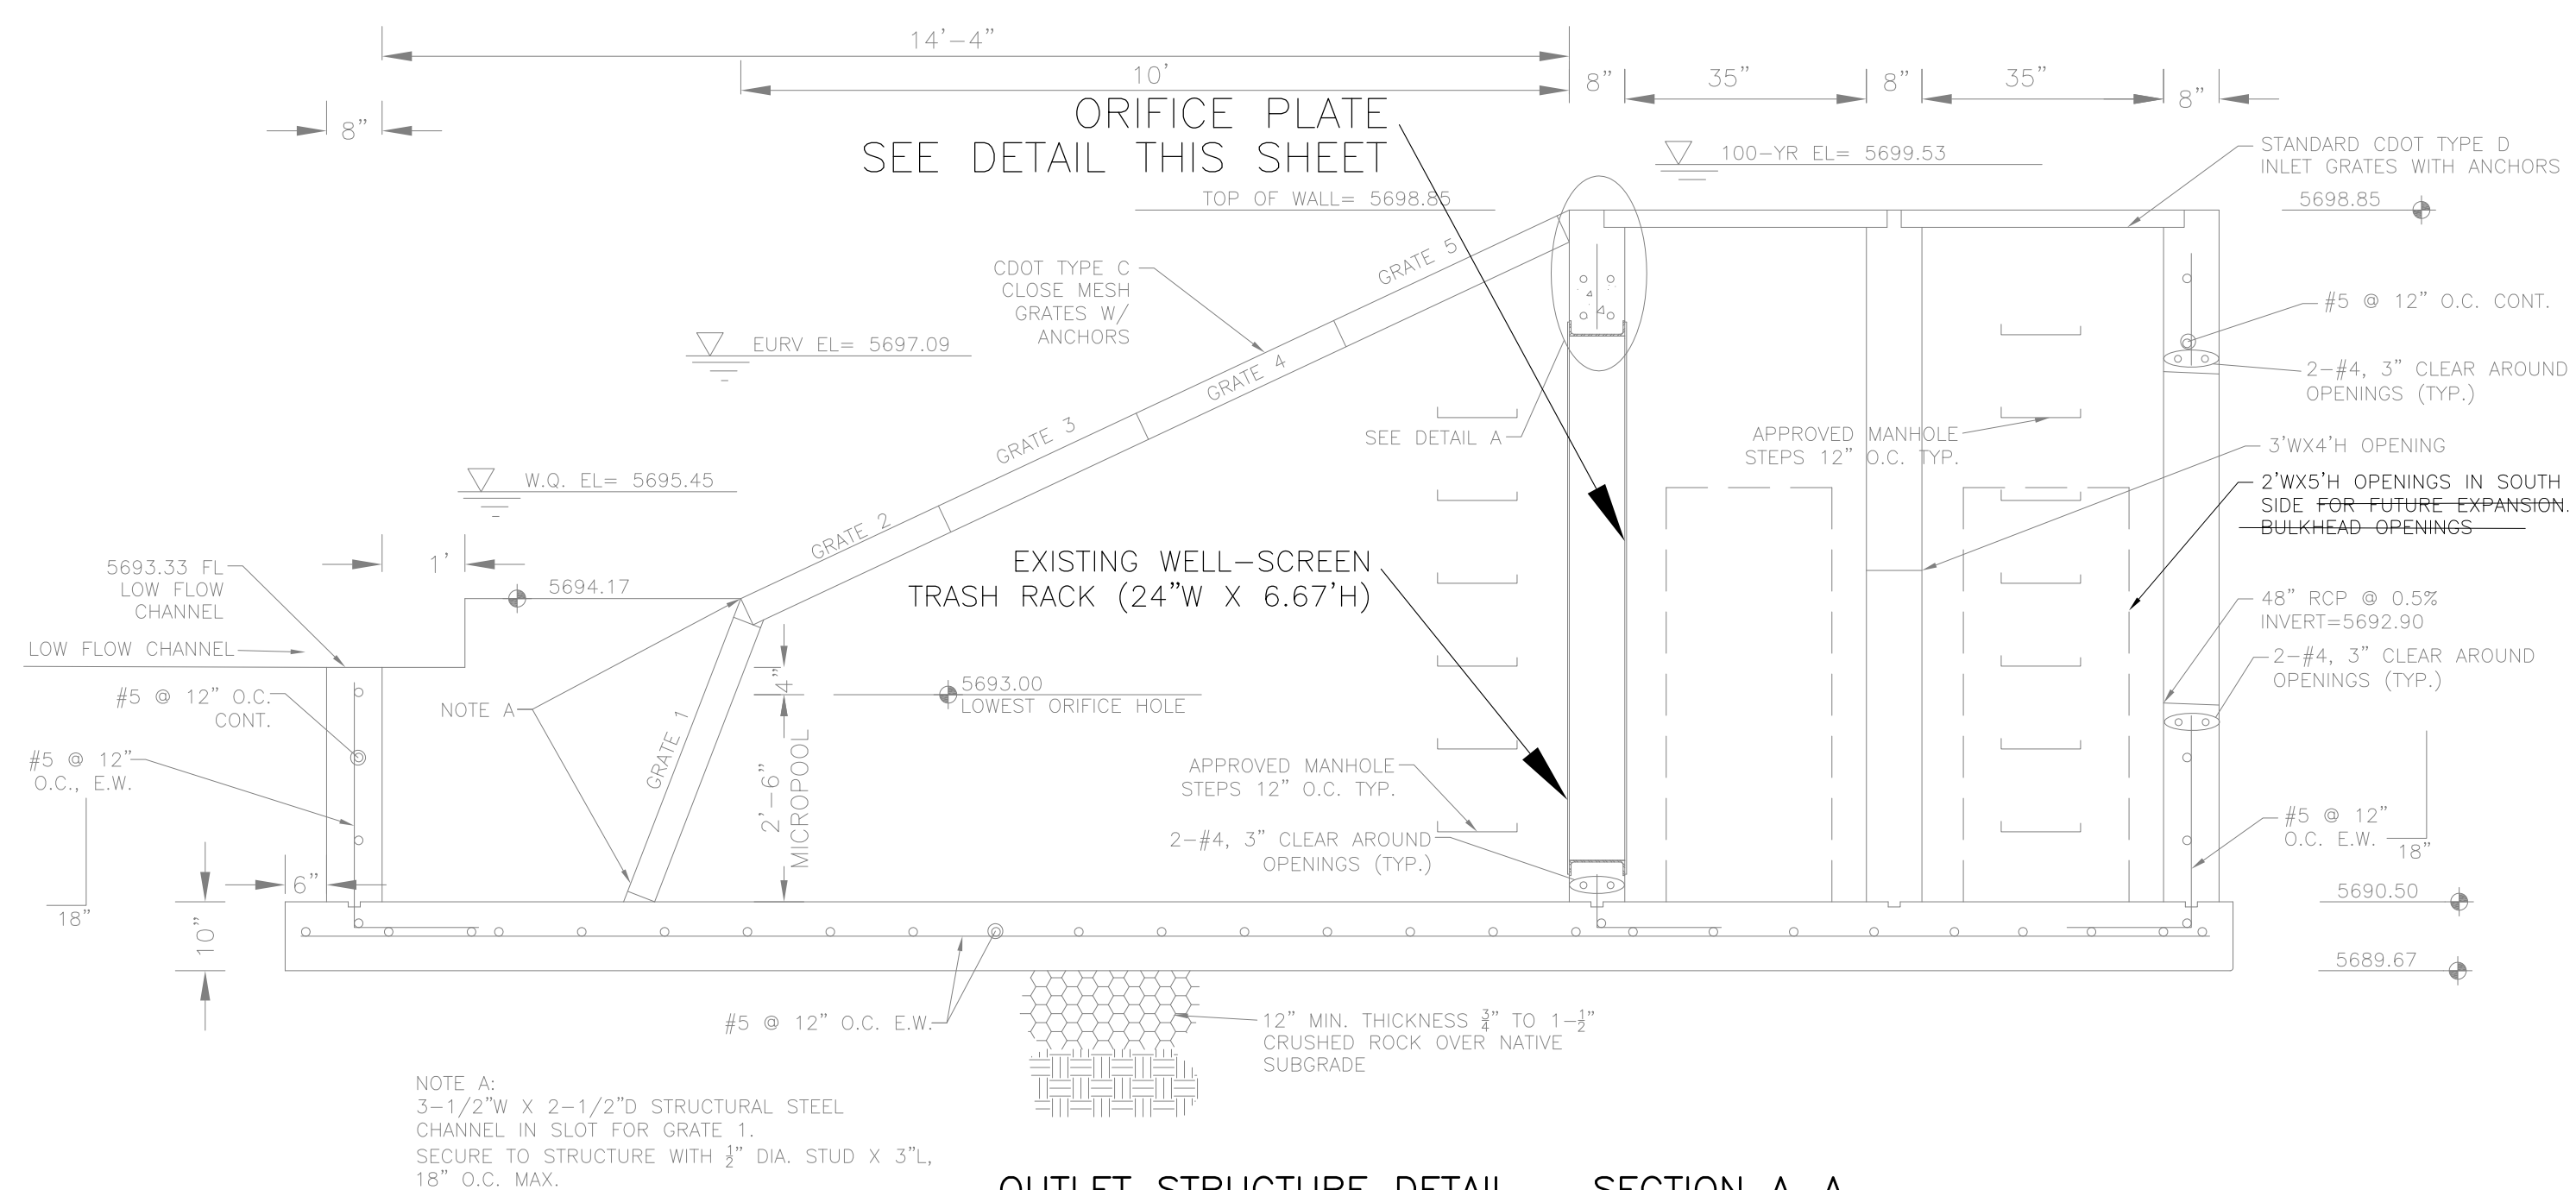 14'-4"
10'
8"
35"
8"
35"
8"
8"
ORIFICE PLATE
SEE DETAIL THIS SHEET
100-YR EL= 5699.53
STANDARD CDOT TYPE D
INLET GRATES WITH ANCHORS
TOP OF WALL= 5698.85
5698.85
CDOT TYPE C
CLOSE MESH
GRATES W/
ANCHORS
GRATE 5
#5 @ 12" O.C. CONT.
EURV EL= 5697.09
GRATE 4
2-#4, 3" CLEAR AROUND
OPENINGS (TYP.)
GRATE 3
SEE DETAIL A
APPROVED MANHOLE
STEPS 12" O.C. TYP.
3'WX4'H OPENING
W.Q. EL= 5695.45
2'WX5'H OPENINGS IN SOUTH
SIDE FOR FUTURE EXPANSION.
BULKHEAD OPENINGS
GRATE 2
1'
5693.33 FL
LOW FLOW
CHANNEL
5694.17
EXISTING WELL-SCREEN
TRASH RACK (24"W X 6.67'H)
48" RCP @ 0.5%
INVERT=5692.90
LOW FLOW CHANNEL
4"
5693.00
LOWEST ORIFICE HOLE
2-#4, 3" CLEAR AROUND
OPENINGS (TYP.)
#5 @ 12" O.C.
CONT.
NOTE A
GRATE 1
2'-6"
MICROPOOL
#5 @ 12"
O.C., E.W.
18"
APPROVED MANHOLE
STEPS 12" O.C. TYP.
2-#4, 3" CLEAR AROUND
OPENINGS (TYP.)
#5 @ 12"
O.C. E.W.
18"
6"
10"
5690.50
5689.67
#5 @ 12" O.C. E.W.
12" MIN. THICKNESS 3/4" TO 1-1/2"
CRUSHED ROCK OVER NATIVE
SUBGRADE
NOTE A:
3-1/2"W X 2-1/2"D STRUCTURAL STEEL
CHANNEL IN SLOT FOR GRATE 1.
SECURE TO STRUCTURE WITH 1/2" DIA. STUD X 3"L,
18" O.C. MAX.
OUTLET STRUCTURE DETAIL - SECTION A-A